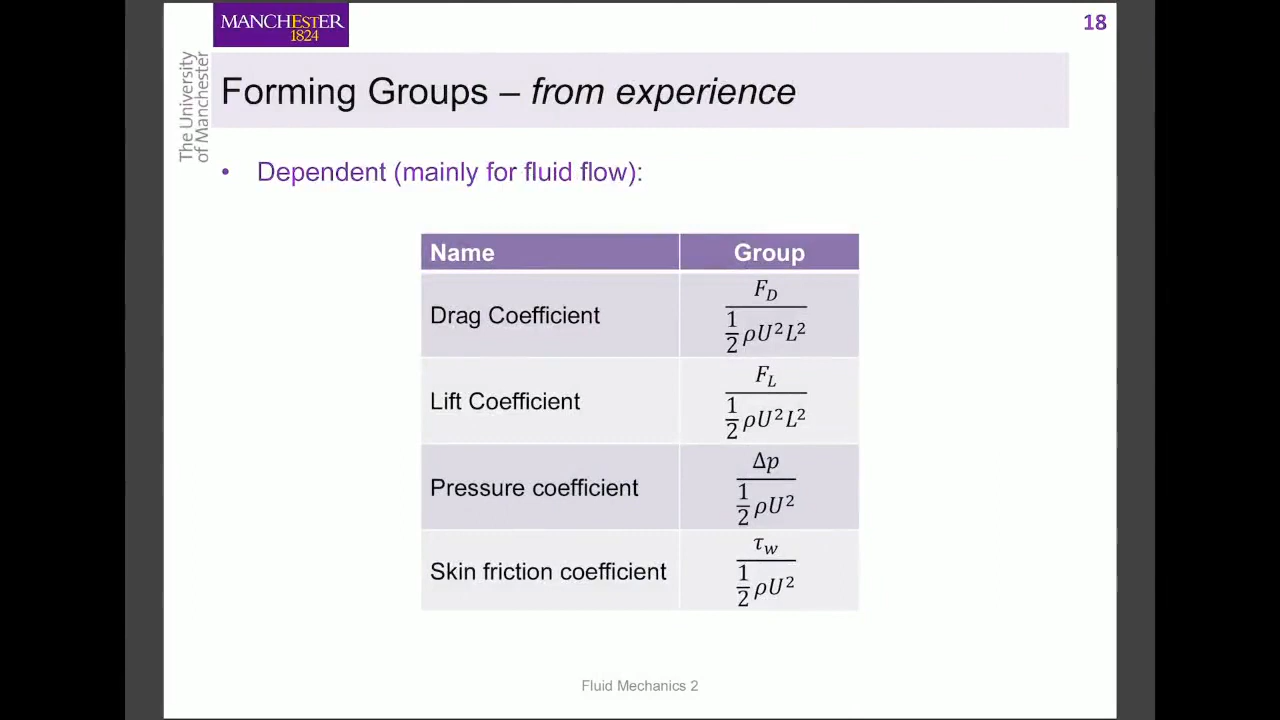 MANCHESTER
1824
The University
of Manchester
18
Forming Groups – from experience
• Dependent (mainly for fluid flow):
Name Group
Drag Coefficient F_D / (1/2 ρU²L²)
Lift Coefficient F_L / (1/2 ρU²L²)
Pressure coefficient Δp / (1/2 ρU²)
Skin friction coefficient τ_w / (1/2 ρU²)
Fluid Mechanics 2